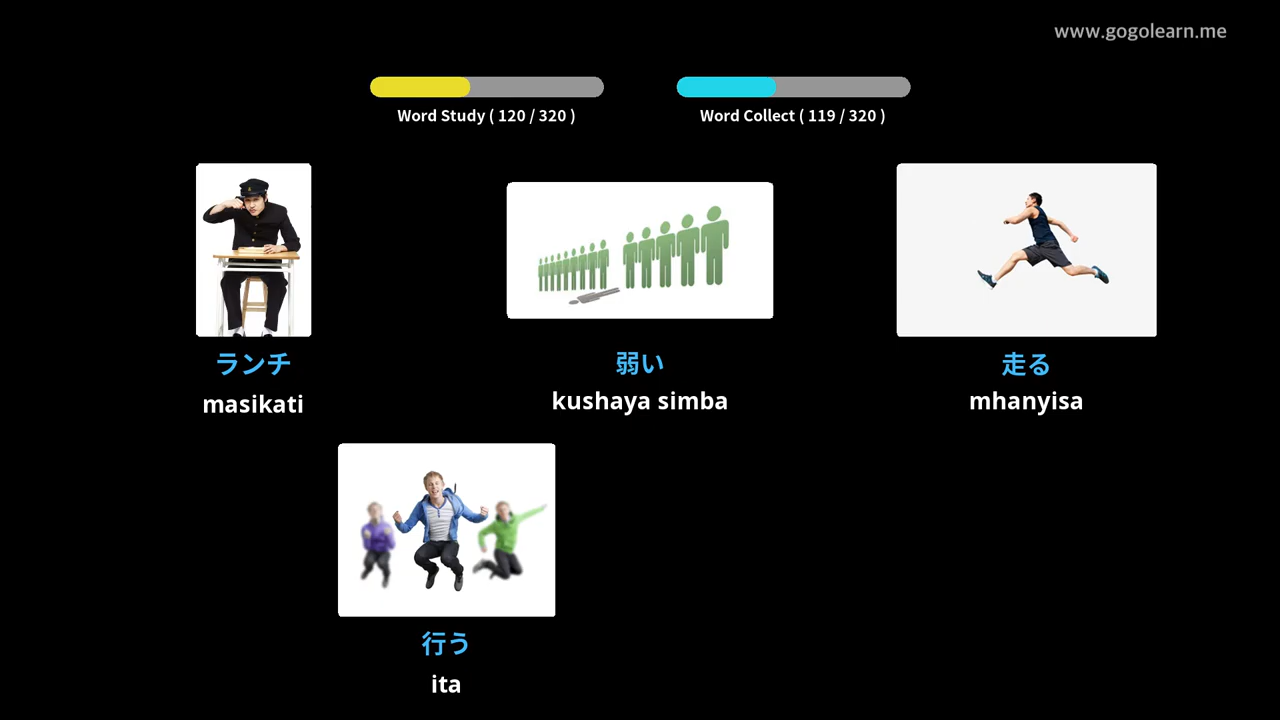 www.gogolearn.me
Word Study ( 120 / 320 )
Word Collect ( 119 / 320 )
ランチ
masikati
弱い
kushaya simba
走る
mhanyisa
行う
ita